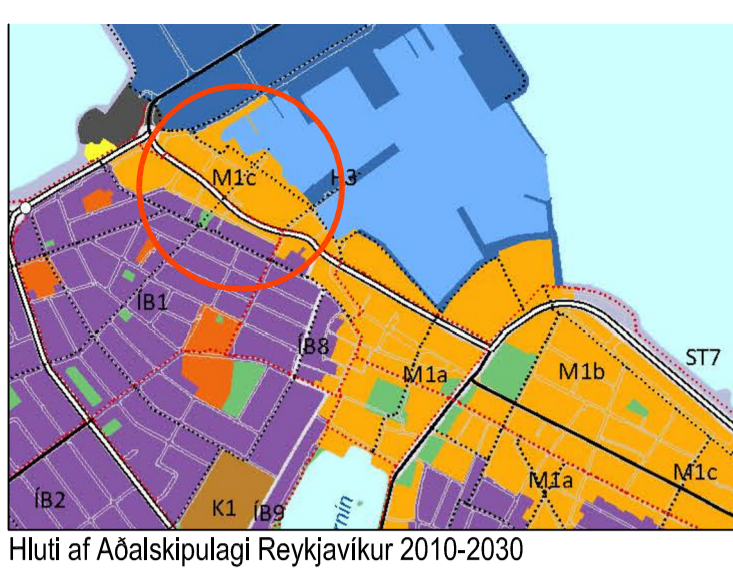 M1c
H3
ÍB1
ÍB8
M1a
M1b
ST7
M1a
M1c
ÍB2
K1
ÍB9
Hluti af Aðalskipulagi Reykjavíkur 2010-2030